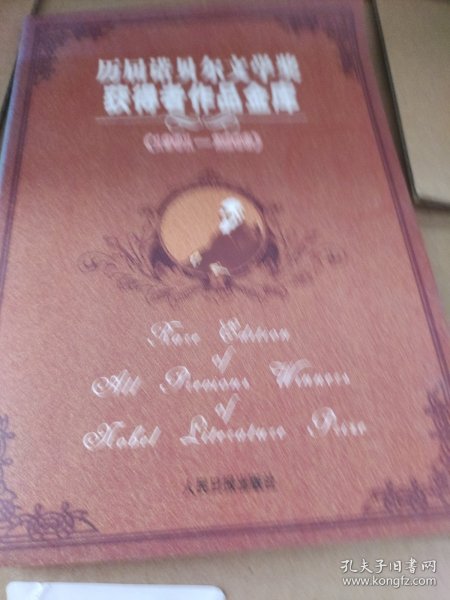 历届诺贝尔文学奖
获得者作品金库
Rare Edition
of
All Previous Winners
of
Nobel Literature Prize
人民日报出版社
孔夫子旧书网
www.kongfz.com